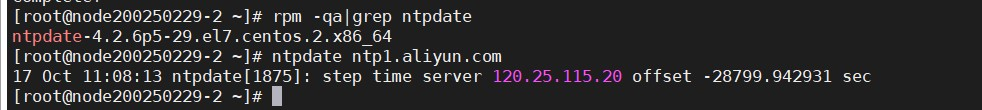 [root@node200250229-2 ~]# rpm -qa|grep ntpdate
ntpdate-4.2.6p5-29.el7.centos.2.x86_64
[root@node200250229-2 ~]# ntpdate ntp1.aliyun.com
17 Oct 11:08:13 ntpdate[1875]: step time server 120.25.115.20 offset -28799.942931 sec
[root@node200250229-2 ~]#